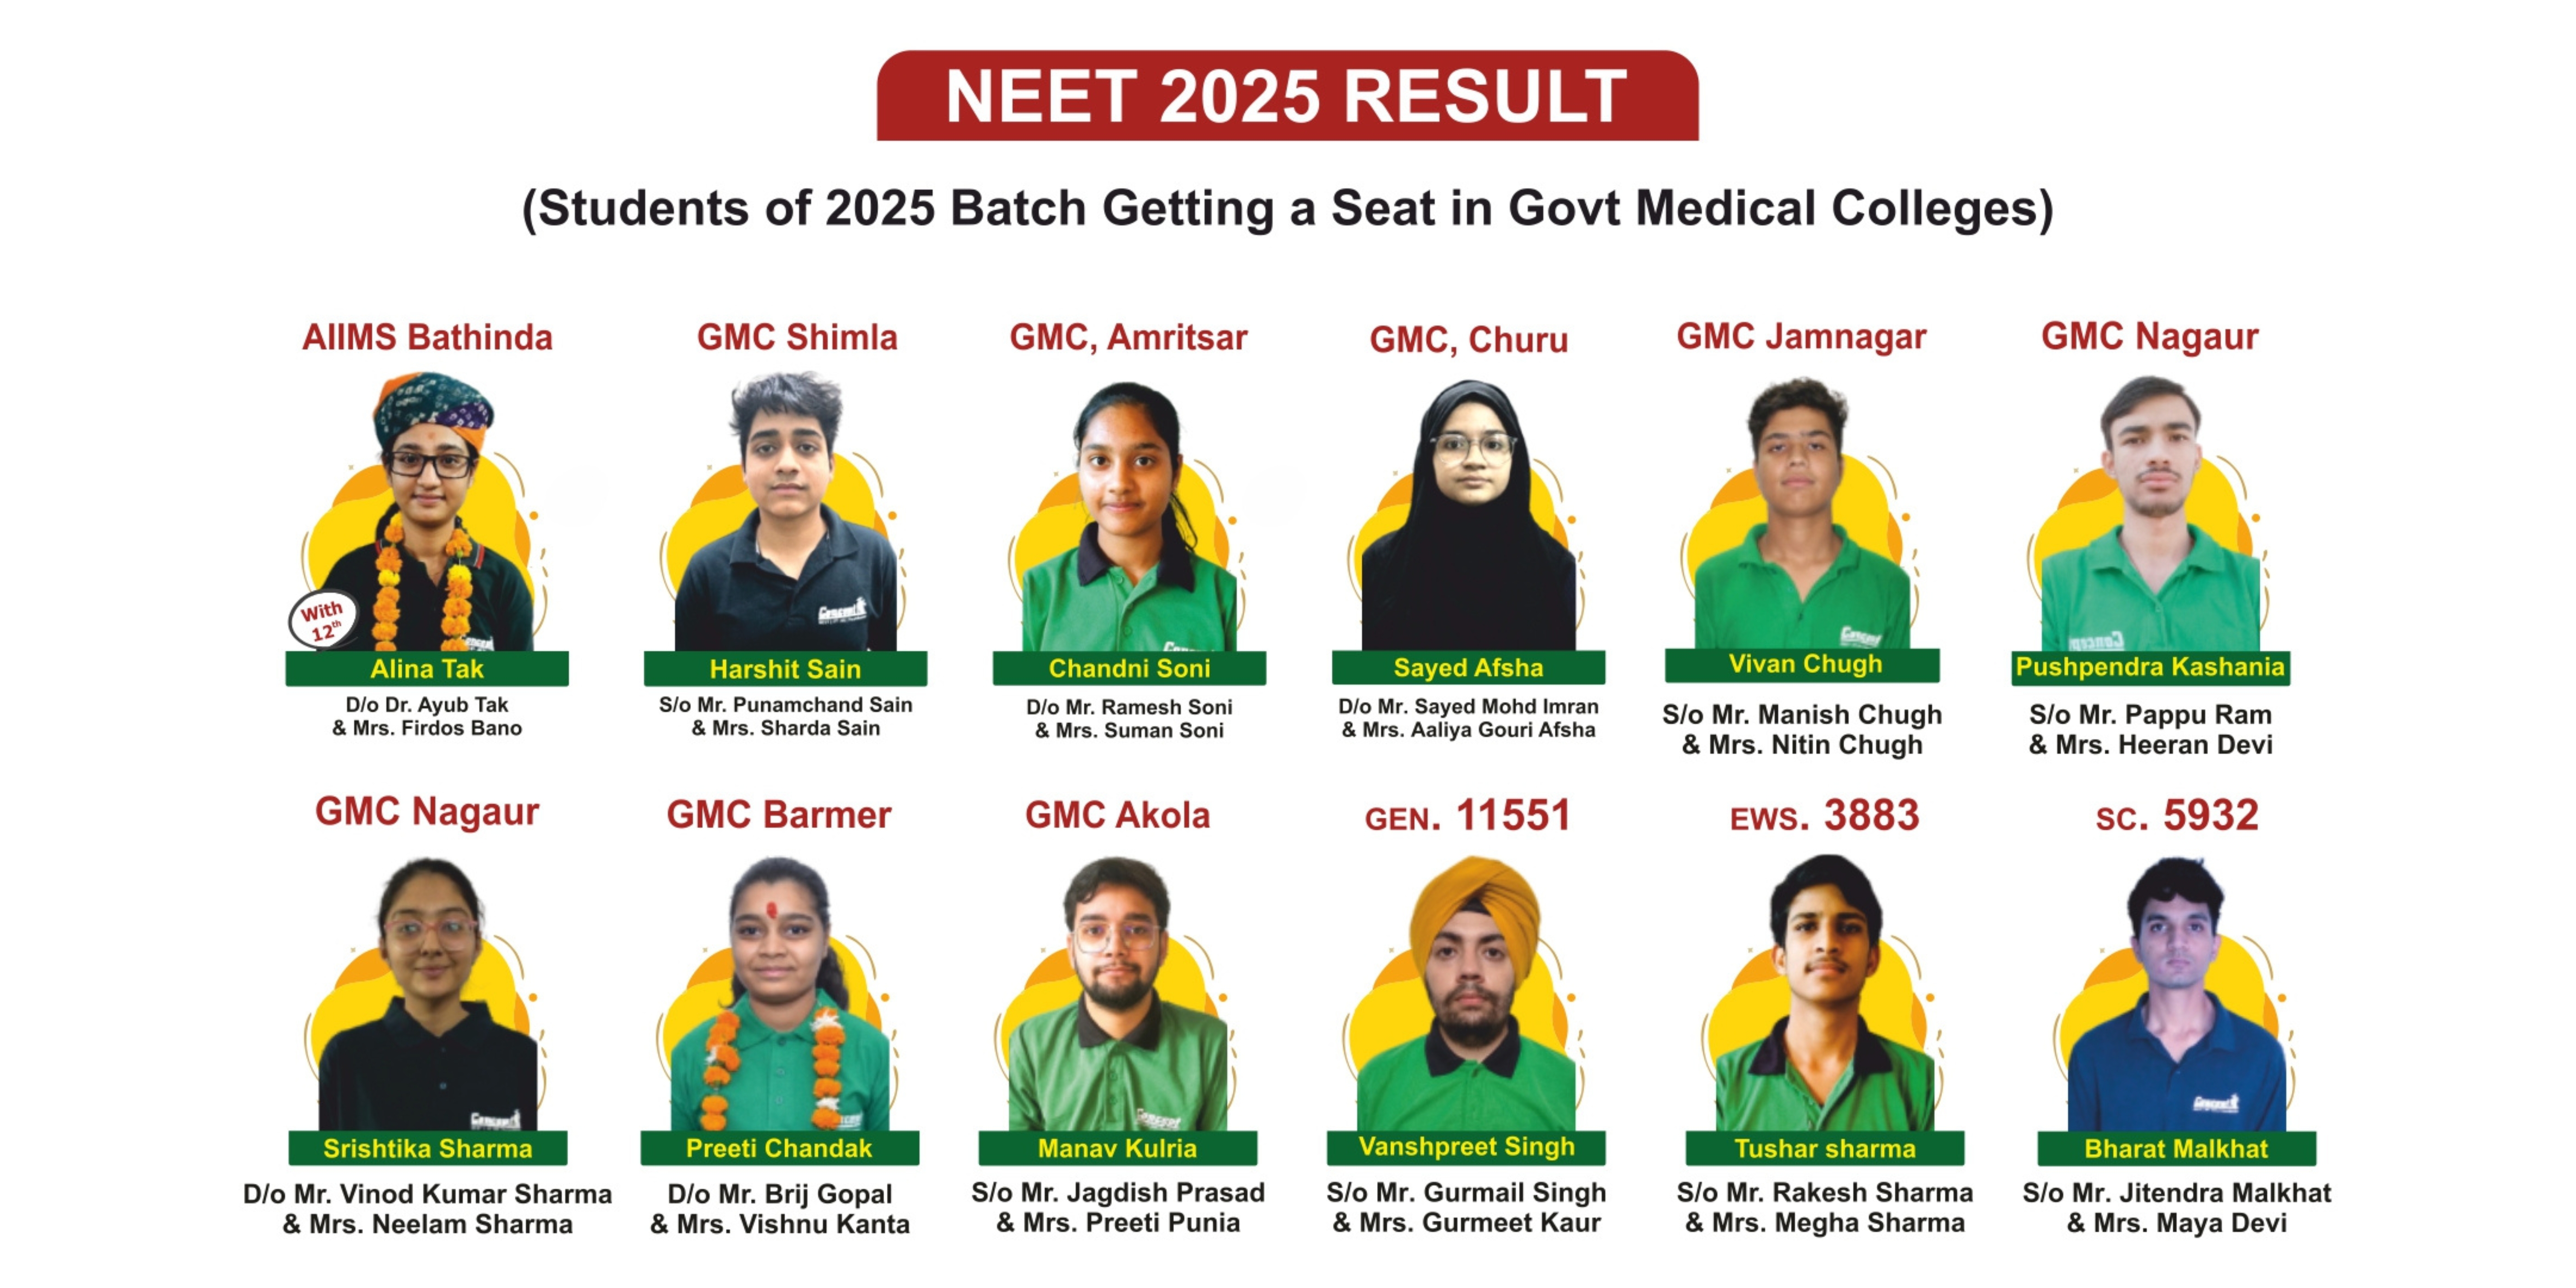 NEET 2025 RESULT
(Students of 2025 Batch Getting a Seat in Govt Medical Colleges)
AIIMS Bathinda
With
12th
Alina Tak
D/o Dr. Ayub Tak
& Mrs. Firdos Bano
GMC Shimla
Concept
Harshit Sain
S/o Mr. Punamchand Sain
& Mrs. Sharda Sain
GMC, Amritsar
Chandni Soni
D/o Mr. Ramesh Soni
& Mrs. Suman Soni
GMC, Churu
Sayed Afsha
D/o Mr. Sayed Mohd Imran
& Mrs. Aaliya Gouri Afsha
GMC Jamnagar
Concept
Vivan Chugh
S/o Mr. Manish Chugh
& Mrs. Nitin Chugh
GMC Nagaur
Concept
Pushpendra Kashania
S/o Mr. Pappu Ram
& Mrs. Heeran Devi
GMC Nagaur
Concept
Srishtika Sharma
D/o Mr. Vinod Kumar Sharma
& Mrs. Neelam Sharma
GMC Barmer
Preeti Chandak
D/o Mr. Brij Gopal
& Mrs. Vishnu Kanta
GMC Akola
Concept
Manav Kulria
S/o Mr. Jagdish Prasad
& Mrs. Preeti Punia
GEN. 11551
Vanshpreet Singh
S/o Mr. Gurmail Singh
& Mrs. Gurmeet Kaur
EWS. 3883
Tushar sharma
S/o Mr. Rakesh Sharma
& Mrs. Megha Sharma
SC. 5932
Concept
Bharat Malkhat
S/o Mr. Jitendra Malkhat
& Mrs. Maya Devi